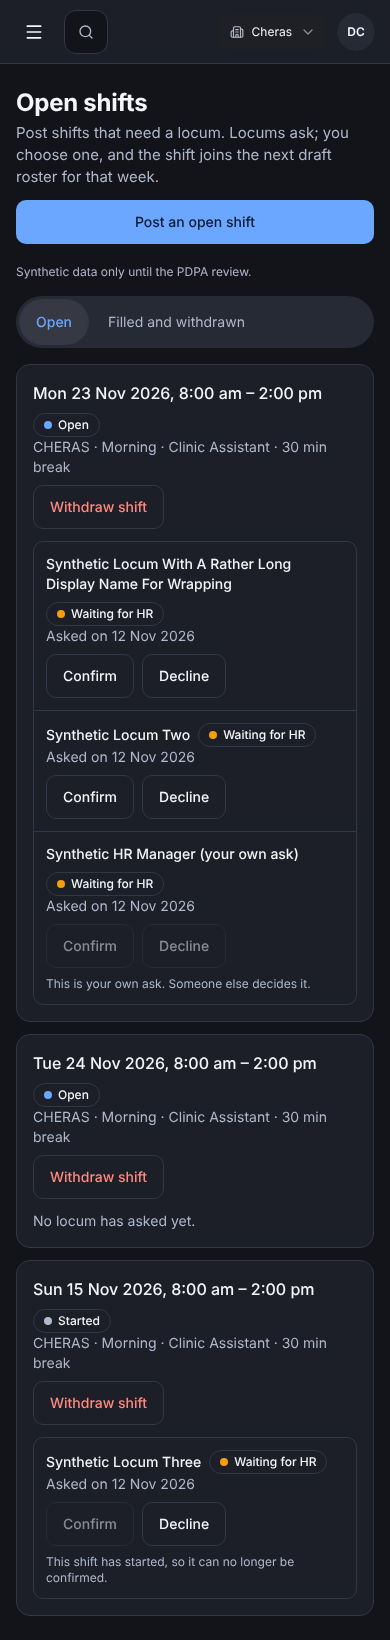 Cheras
DC
Open shifts
Post shifts that need a locum. Locums ask; you
choose one, and the shift joins the next draft
roster for that week.
Post an open shift
Synthetic data only until the PDPA review.
Open
Filled and withdrawn
Mon 23 Nov 2026, 8:00 am – 2:00 pm
Open
CHERAS · Morning · Clinic Assistant · 30 min
break
Withdraw shift
Synthetic Locum With A Rather Long
Display Name For Wrapping
Waiting for HR
Asked on 12 Nov 2026
Confirm
Decline
Synthetic Locum Two
Waiting for HR
Asked on 12 Nov 2026
Confirm
Decline
Synthetic HR Manager (your own ask)
Waiting for HR
Asked on 12 Nov 2026
Confirm
Decline
This is your own ask. Someone else decides it.
Tue 24 Nov 2026, 8:00 am – 2:00 pm
Open
CHERAS · Morning · Clinic Assistant · 30 min
break
Withdraw shift
No locum has asked yet.
Sun 15 Nov 2026, 8:00 am – 2:00 pm
Started
CHERAS · Morning · Clinic Assistant · 30 min
break
Withdraw shift
Synthetic Locum Three
Waiting for HR
Asked on 12 Nov 2026
Confirm
Decline
This shift has started, so it can no longer be
confirmed.